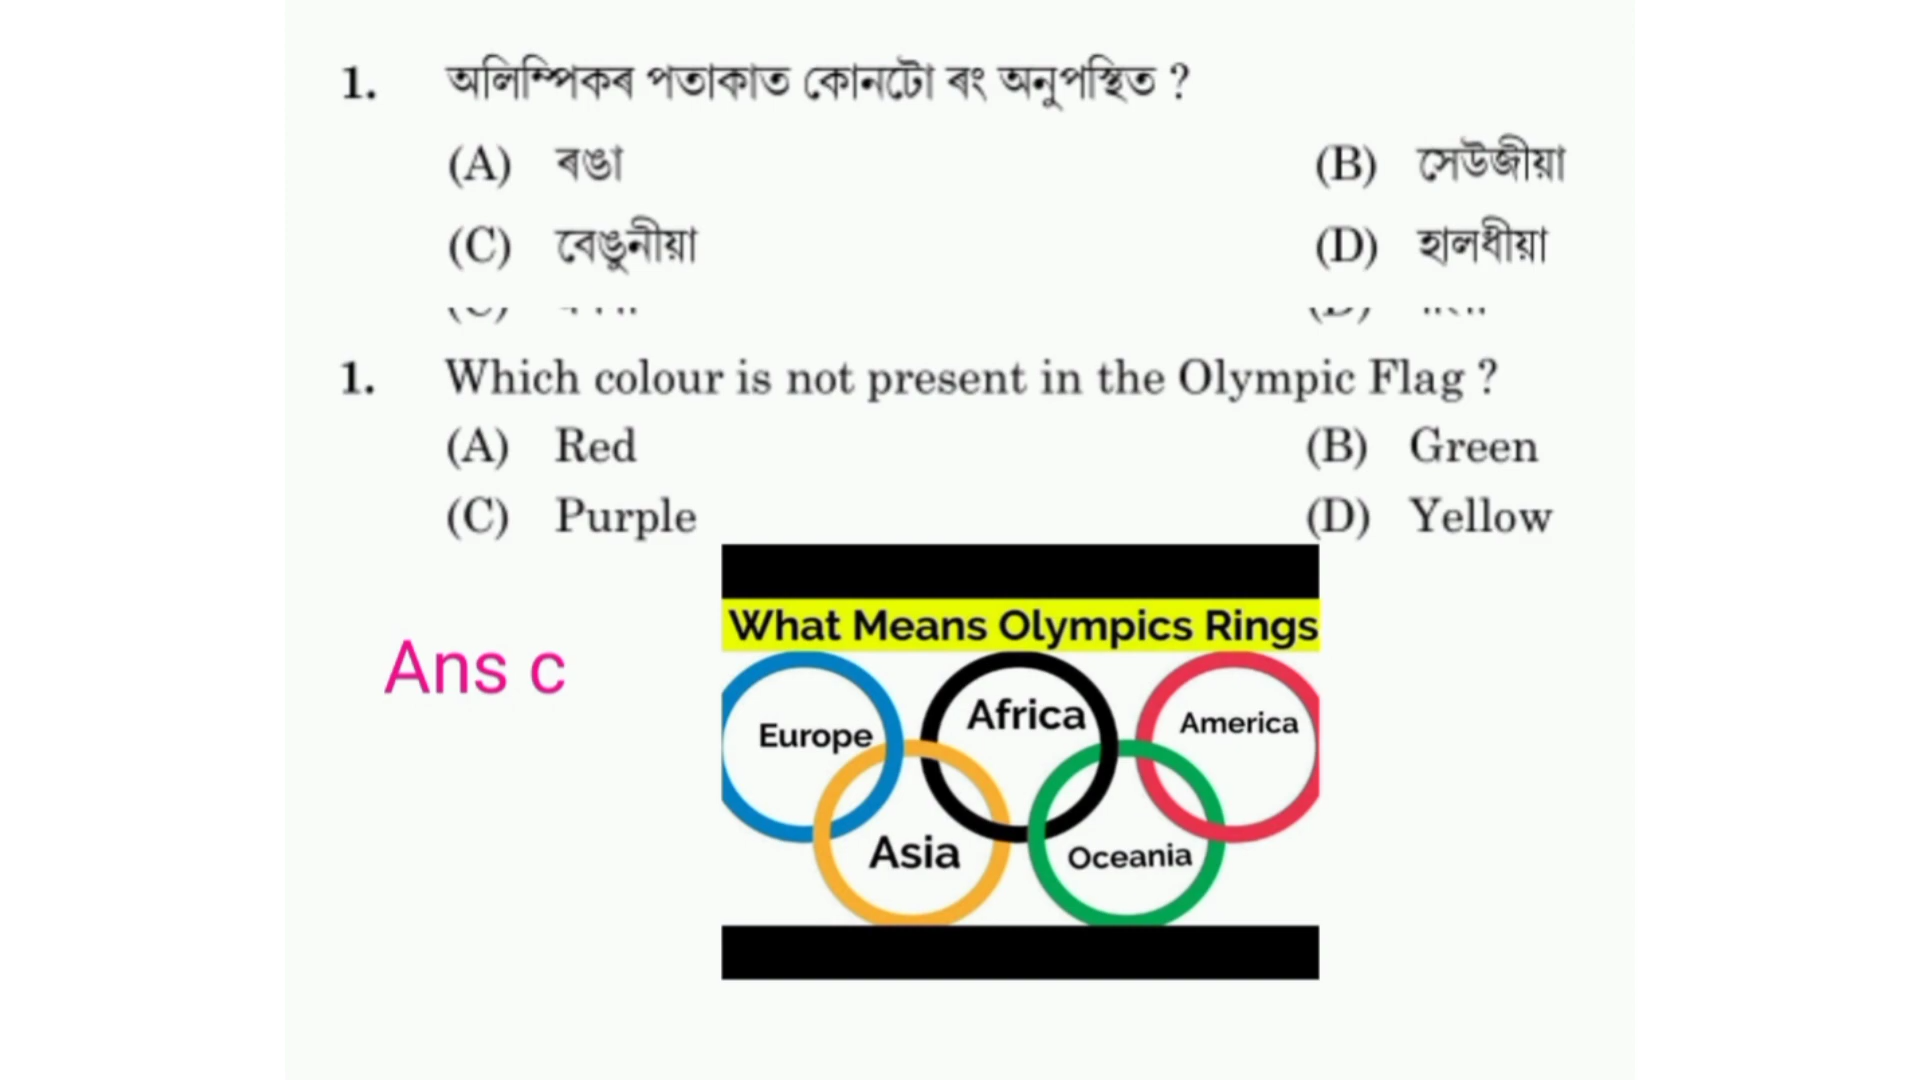 1. অলিম্পিকৰ পতাকাত কোনটো ৰং অনুপস্থিত ?
(A) ৰঙা (B) সেউজীয়া
(C) বেঙুনীয়া (D) হালধীয়া
1. Which colour is not present in the Olympic Flag ?
(A) Red (B) Green
(C) Purple (D) Yellow
Ans c
What Means Olympics Rings
Europe Africa America
Asia Oceania